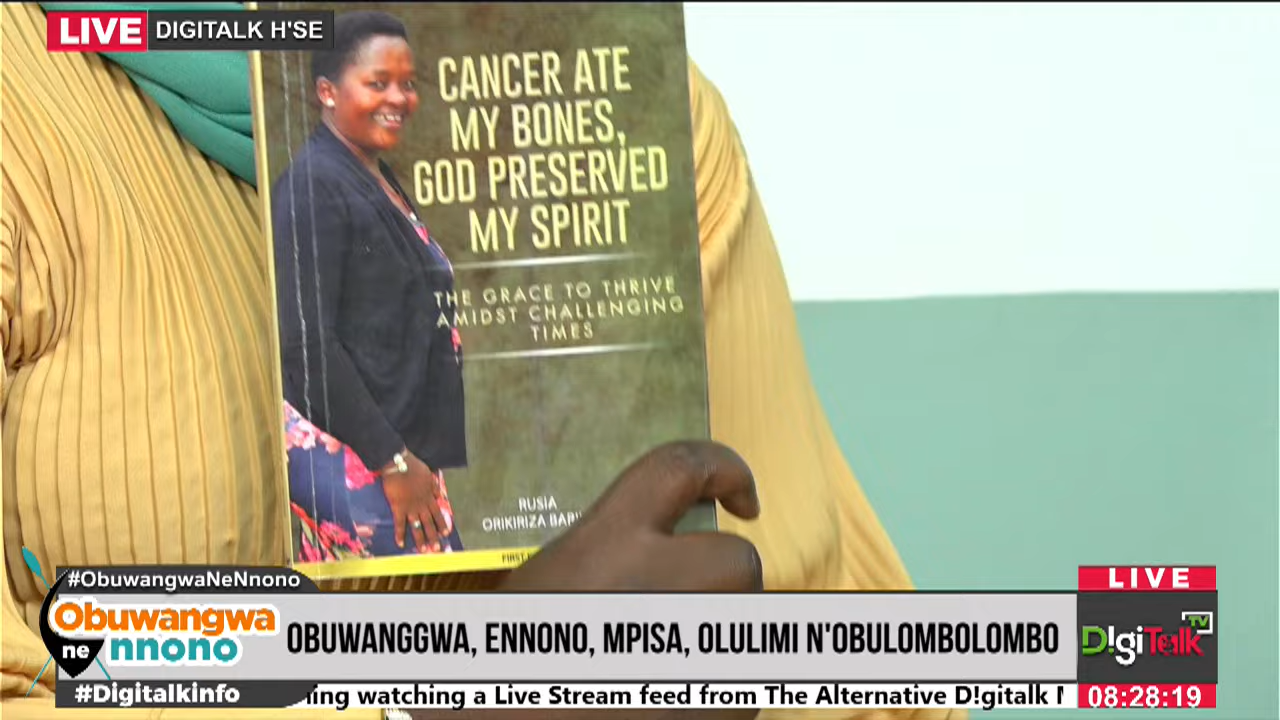 LIVE DIGITALK H'SE
CANCER ATE
MY BONES,
GOD PRESERVED
MY SPIRIT
THE GRACE TO THRIVE
AMIDST CHALLENGING
TIMES
RUSIA
ORIKIRIZA
FIRST
#ObuwangwaNeNnono
Obuwangwa
ne nnono
OBUWANGGWA, ENNONO, MPISA, OLULIMI N'OBULOMBOLOMBO
LIVE
D!giTalk TV
#Digitalkinfo
watching a Live Stream feed from The Alternative D!gitalk
08:28:19